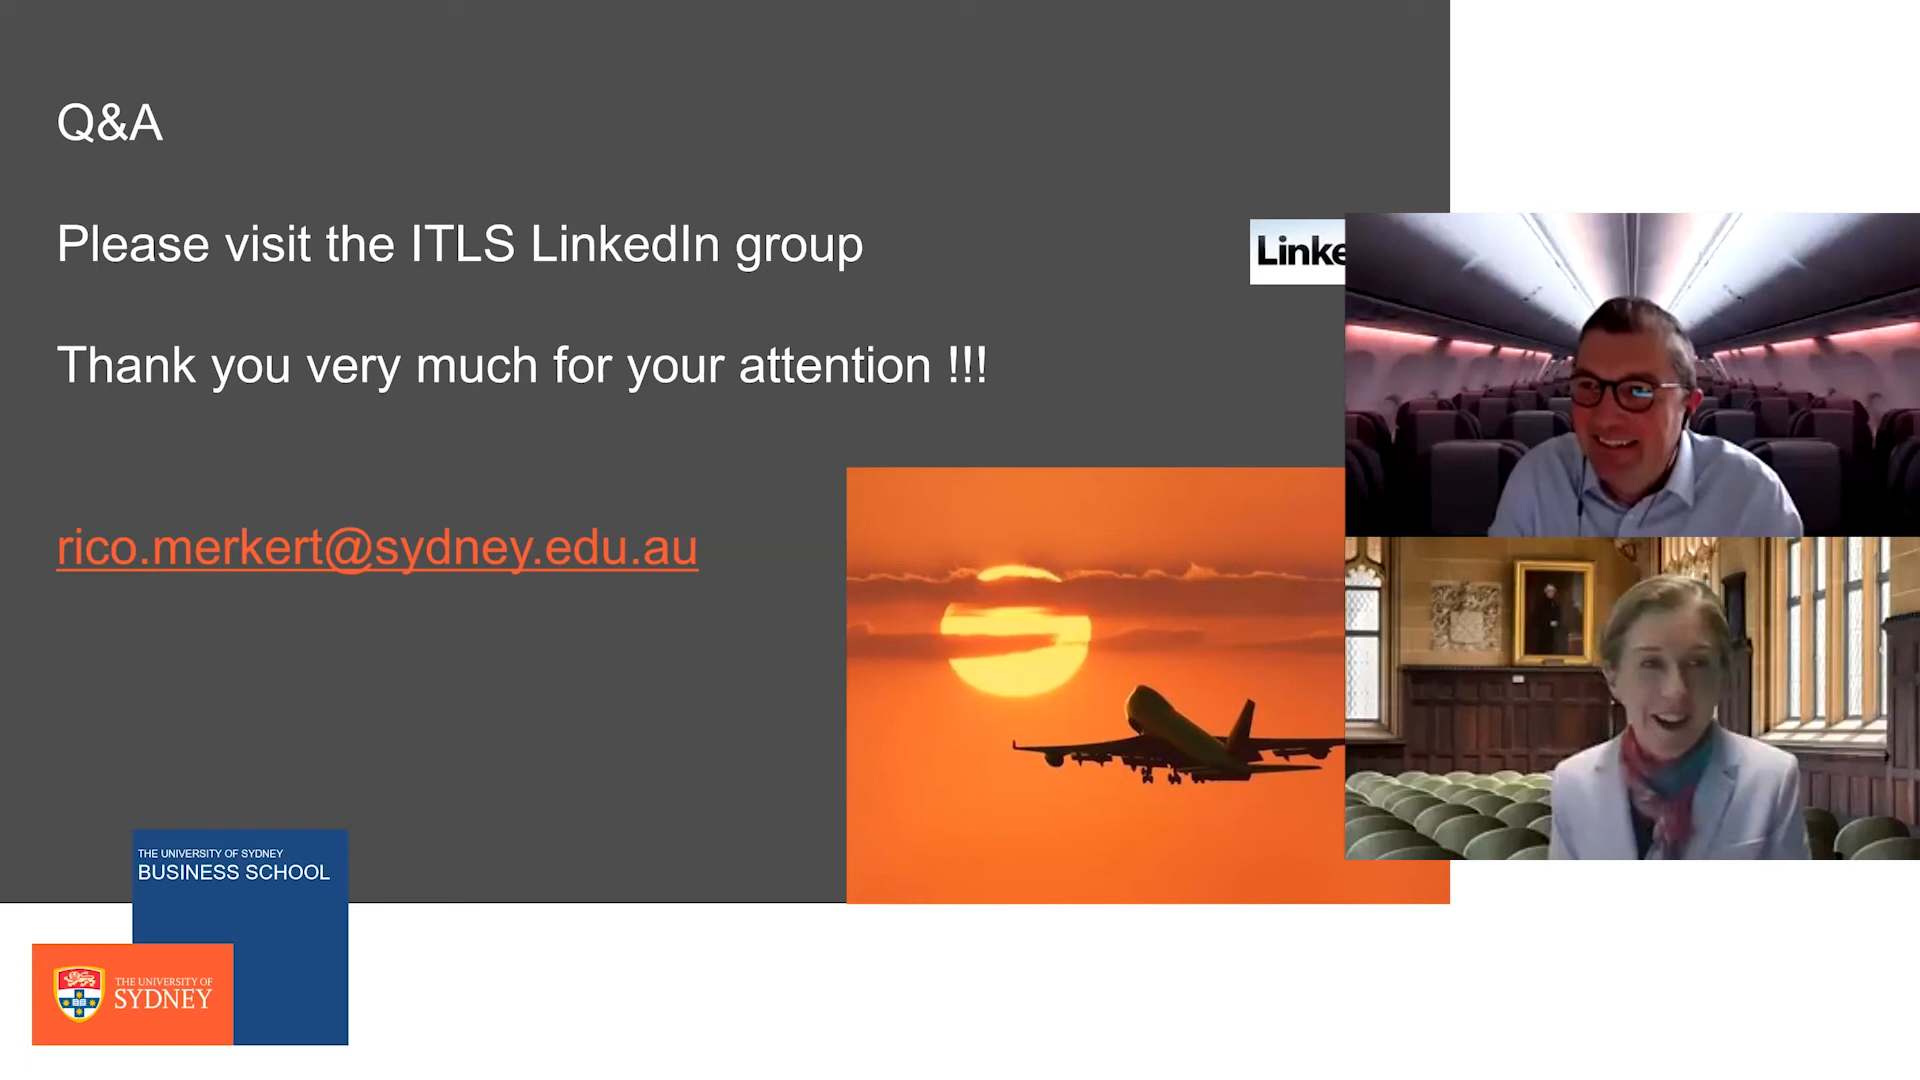 Q&A
Please visit the ITLS LinkedIn group
Linke
Thank you very much for your attention !!!
rico.merkert@sydney.edu.au
THE UNIVERSITY OF SYDNEY
BUSINESS SCHOOL
THE UNIVERSITY OF
SYDNEY